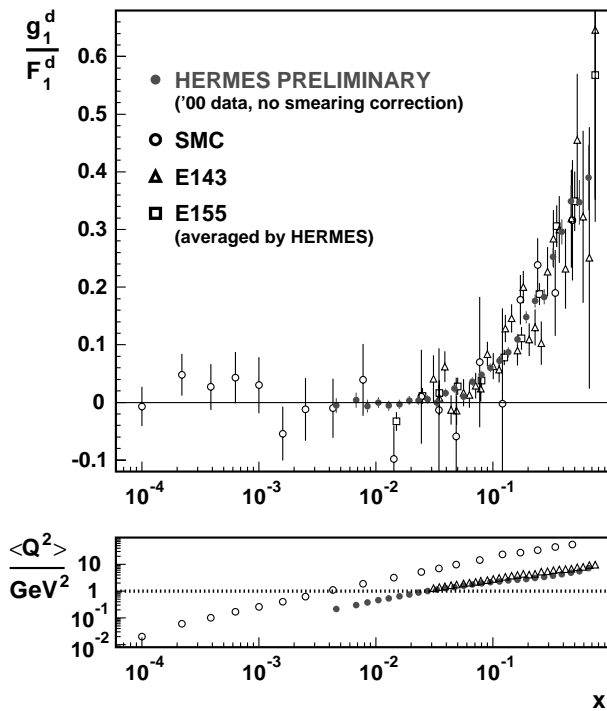 g₁ᵈ
F₁ᵈ
0.6
0.5
0.4
0.3
0.2
0.1
0
-0.1
HERMES PRELIMINARY
('00 data, no smearing correction)
SMC
E143
E155
(averaged by HERMES)
10⁻⁴ 10⁻³ 10⁻² 10⁻¹
<Q²>
GeV²
10
1
10⁻¹
10⁻²
10⁻⁴ 10⁻³ 10⁻² 10⁻¹
x